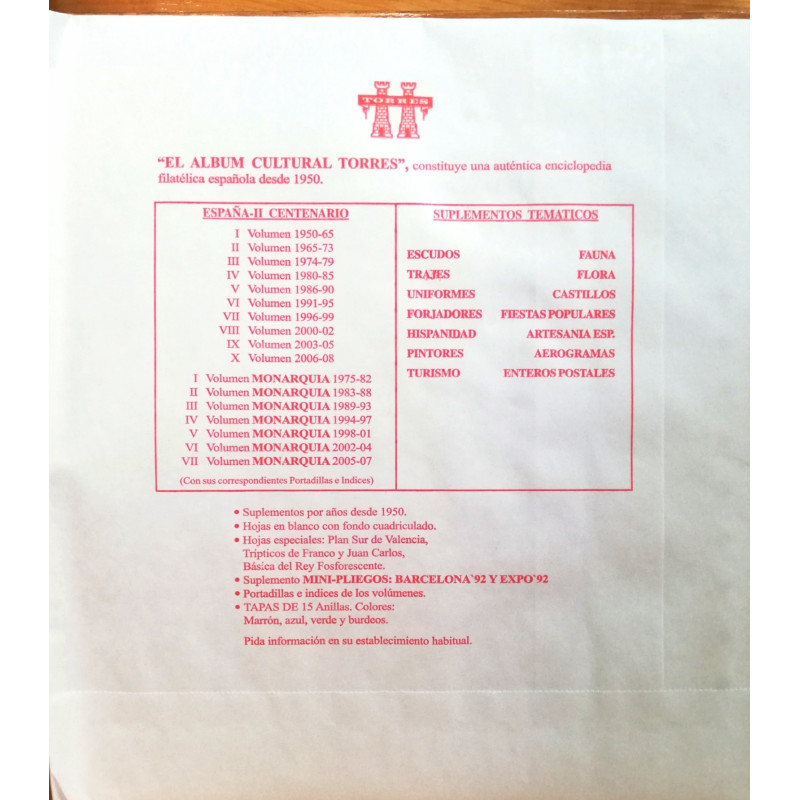 TORRES
“EL ALBUM CULTURAL TORRES”, constituye una auténtica enciclopedia
filatélica española desde 1950.
ESPAÑA-II CENTENARIO
I Volumen 1950-65
II Volumen 1965-73
III Volumen 1974-79
IV Volumen 1980-85
V Volumen 1986-90
VI Volumen 1991-95
VII Volumen 1996-99
VIII Volumen 2000-02
IX Volumen 2003-05
X Volumen 2006-08
I Volumen MONARQUIA 1975-82
II Volumen MONARQUIA 1983-88
III Volumen MONARQUIA 1989-93
IV Volumen MONARQUIA 1994-97
V Volumen MONARQUIA 1998-01
VI Volumen MONARQUIA 2002-04
VII Volumen MONARQUIA 2005-07
(Con sus correspondientes Portadillas e Indices)
SUPLEMENTOS TEMATICOS
ESCUDOS FAUNA
TRAJES FLORA
UNIFORMES CASTILLOS
FORJADORES FIESTAS POPULARES
HISPANIDAD ARTESANIA ESP.
PINTORES AEROGRAMAS
TURISMO ENTEROS POSTALES
• Suplementos por años desde 1950.
• Hojas en blanco con fondo cuadriculado.
• Hojas especiales: Plan Sur de Valencia,
Trípticos de Franco y Juan Carlos,
Básica del Rey Fosforescente.
• Suplemento MINI-PLIEGOS: BARCELONA`92 Y EXPO`92
• Portadillas e indices de los volúmenes.
• TAPAS DE 15 Anillas. Colores:
Marrón, azul, verde y burdeos.
Pida información en su establecimiento habitual.